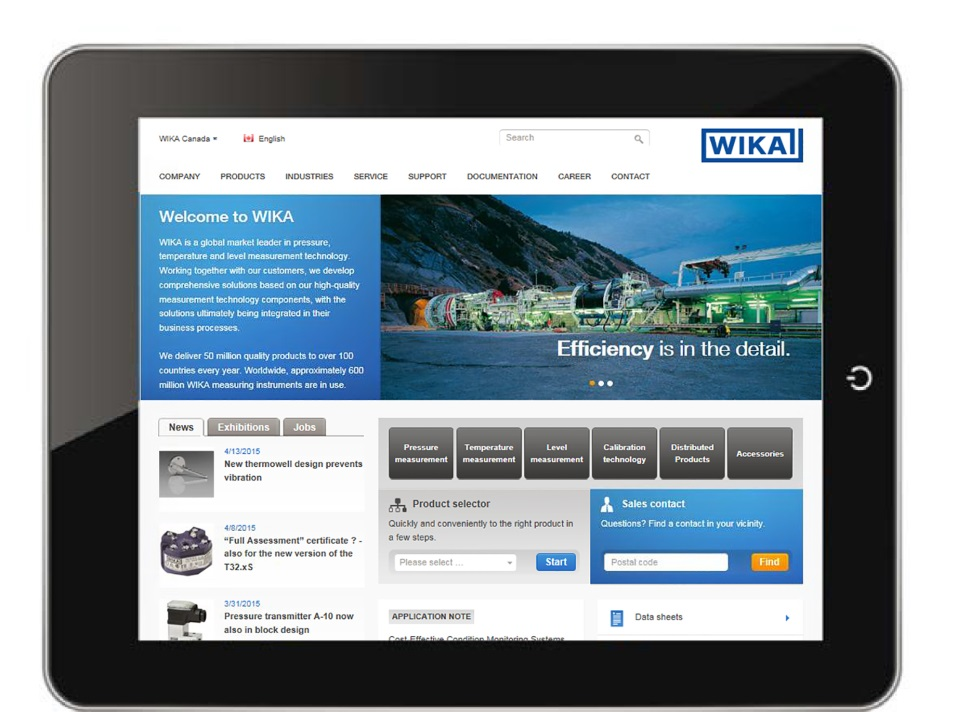 WIKA Canada
English
Search
WIKA
COMPANY PRODUCTS INDUSTRIES SERVICE SUPPORT DOCUMENTATION CAREER CONTACT
Welcome to WIKA
WIKA is a global market leader in pressure,
temperature and level measurement technology.
Working together with our customers, we develop
comprehensive solutions based on our high-quality
measurement technology components, with the
solutions ultimately being integrated in their
business processes.
We deliver 50 million quality products to over 100
countries every year. Worldwide, approximately 600
million WIKA measuring instruments are in use.
Efficiency is in the detail.
News Exhibitions Jobs
4/13/2015
New thermowell design prevents
vibration
4/8/2015
“Full Assessment” certificate ? -
also for the new version of the
T32.xS
3/31/2015
Pressure transmitter A-10 now
also in block design
Pressure
measurement
Temperature
measurement
Level
measurement
Calibration
technology
Distributed
Products
Accessories
Product selector
Quickly and conveniently to the right product in
a few steps.
Please select ...
Start
Sales contact
Questions? Find a contact in your vicinity.
Postal code
Find
APPLICATION NOTE
Cost-Effective Condition Monitoring Systems
Data sheets